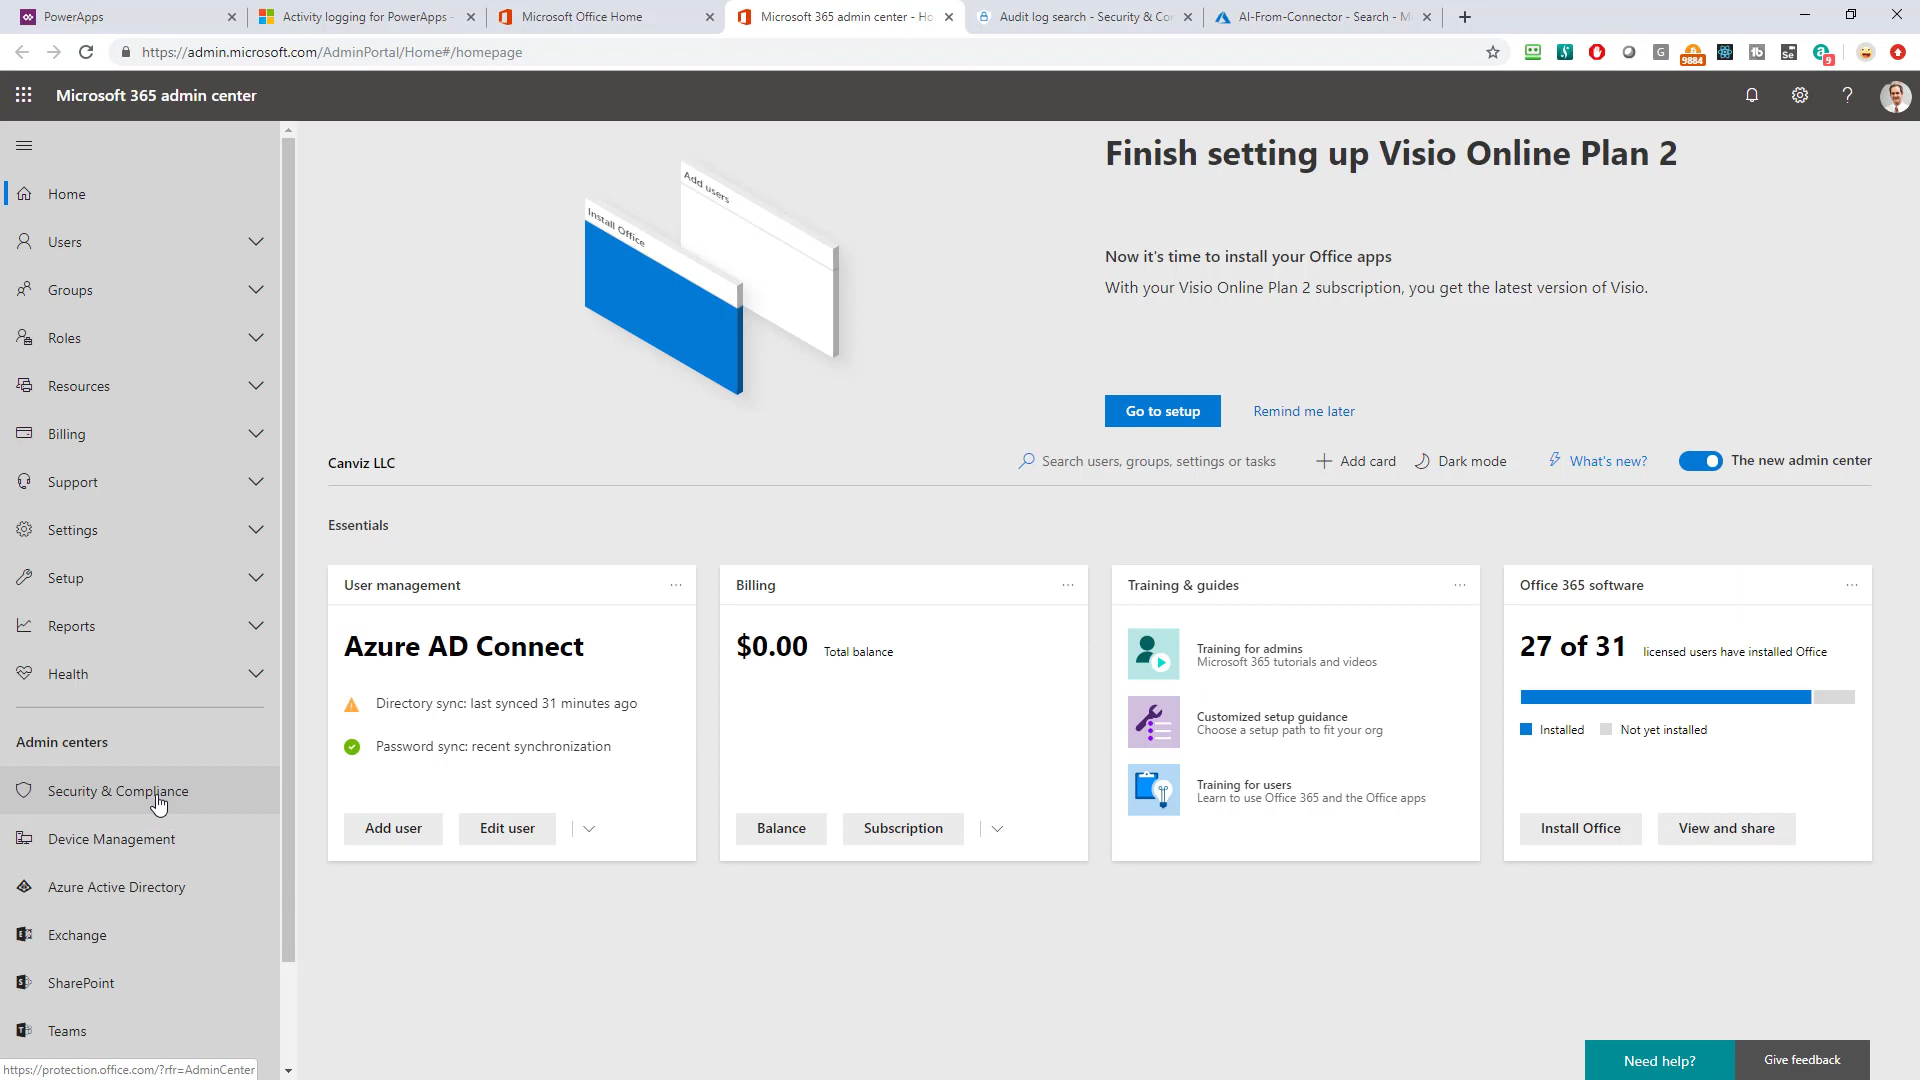 PowerApps
Activity logging for PowerApps -
Microsoft Office Home
Microsoft 365 admin center - Ho
Audit log search - Security & Co
AI-From-Connector - Search - Mi
https://admin.microsoft.com/AdminPortal/Home#/homepage
9884
9
Microsoft 365 admin center
Home
Users
Groups
Roles
Resources
Billing
Support
Settings
Setup
Reports
Health
Admin centers
Security & Compliance
Device Management
Azure Active Directory
Exchange
SharePoint
Teams
https://protection.office.com/?rfr=AdminCenter
Add users
Install Office
Finish setting up Visio Online Plan 2
Now it's time to install your Office apps
With your Visio Online Plan 2 subscription, you get the latest version of Visio.
Go to setup
Remind me later
Canviz LLC
Search users, groups, settings or tasks
Add card
Dark mode
What's new?
The new admin center
Essentials
User management
Azure AD Connect
Directory sync: last synced 31 minutes ago
Password sync: recent synchronization
Add user
Edit user
Billing
$0.00 Total balance
Balance
Subscription
Training & guides
Training for admins
Microsoft 365 tutorials and videos
Customized setup guidance
Choose a setup path to fit your org
Training for users
Learn to use Office 365 and the Office apps
Office 365 software
27 of 31 licensed users have installed Office
Installed
Not yet installed
Install Office
View and share
Need help?
Give feedback